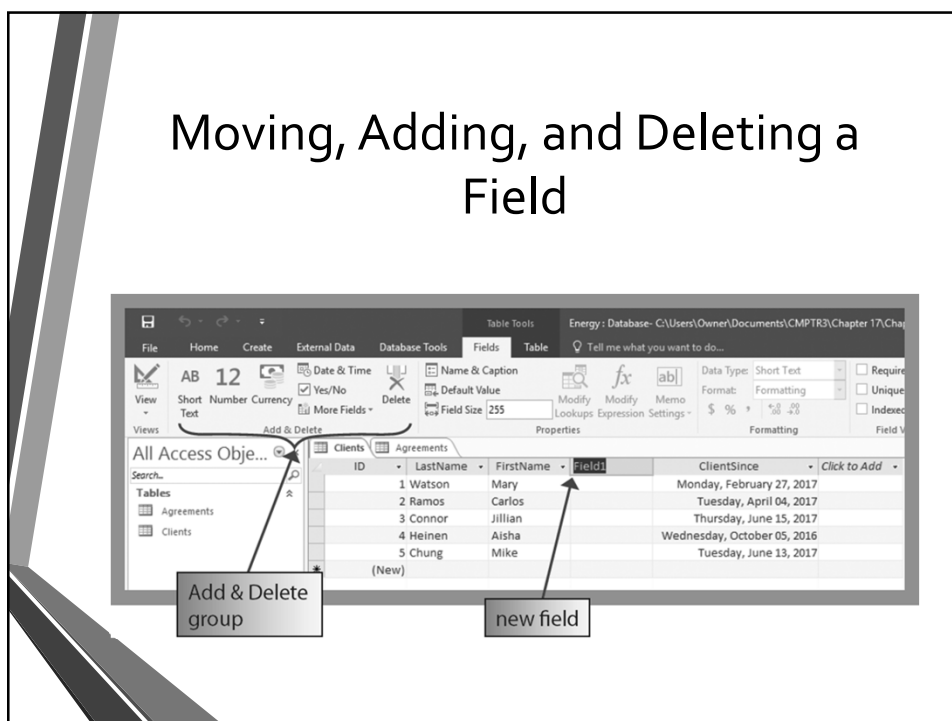 Moving, Adding, and Deleting a
Field
Table Tools
Energy : Database- C:\Users\Owner\Documents\CMPTR3\Chapter 17\Chap
File Home Create External Data Database Tools Fields Table Tell me what you want to do...
View
AB
Short
Text
12
Number
Currency
Date & Time
Yes/No
More Fields
Delete
Name & Caption
Default Value
Field Size 255
Modify
Lookups
fx
Modify
Expression
ab|
Memo
Settings
Data Type: Short Text
Format: Formatting
$ % ,
Require
Unique
Indexed
Views Add & Delete Properties Formatting Field V
All Access Obje...
Search...
Tables
Agreements
Clients
Clients Agreements
ID LastName FirstName Field1 ClientSince Click to Add
1 Watson Mary Monday, February 27, 2017
2 Ramos Carlos Tuesday, April 04, 2017
3 Connor Jillian Thursday, June 15, 2017
4 Heinen Aisha Wednesday, October 05, 2016
5 Chung Mike Tuesday, June 13, 2017
(New)
Add & Delete
group
new field